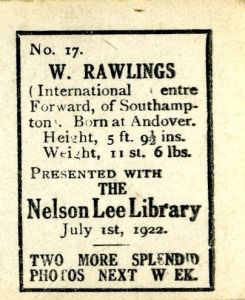 No. 17.
W. RAWLINGS
(International entre
Forward, of Southamp-
ton. Born at Andover.
Height, 5 ft. 9½ ins.
Weight, 11 st. 6 lbs.
PRESENTED WITH
THE
Nelson Lee Library
July 1st, 1922.
TWO MORE SPLENDID
PHOTOS NEXT W EK.